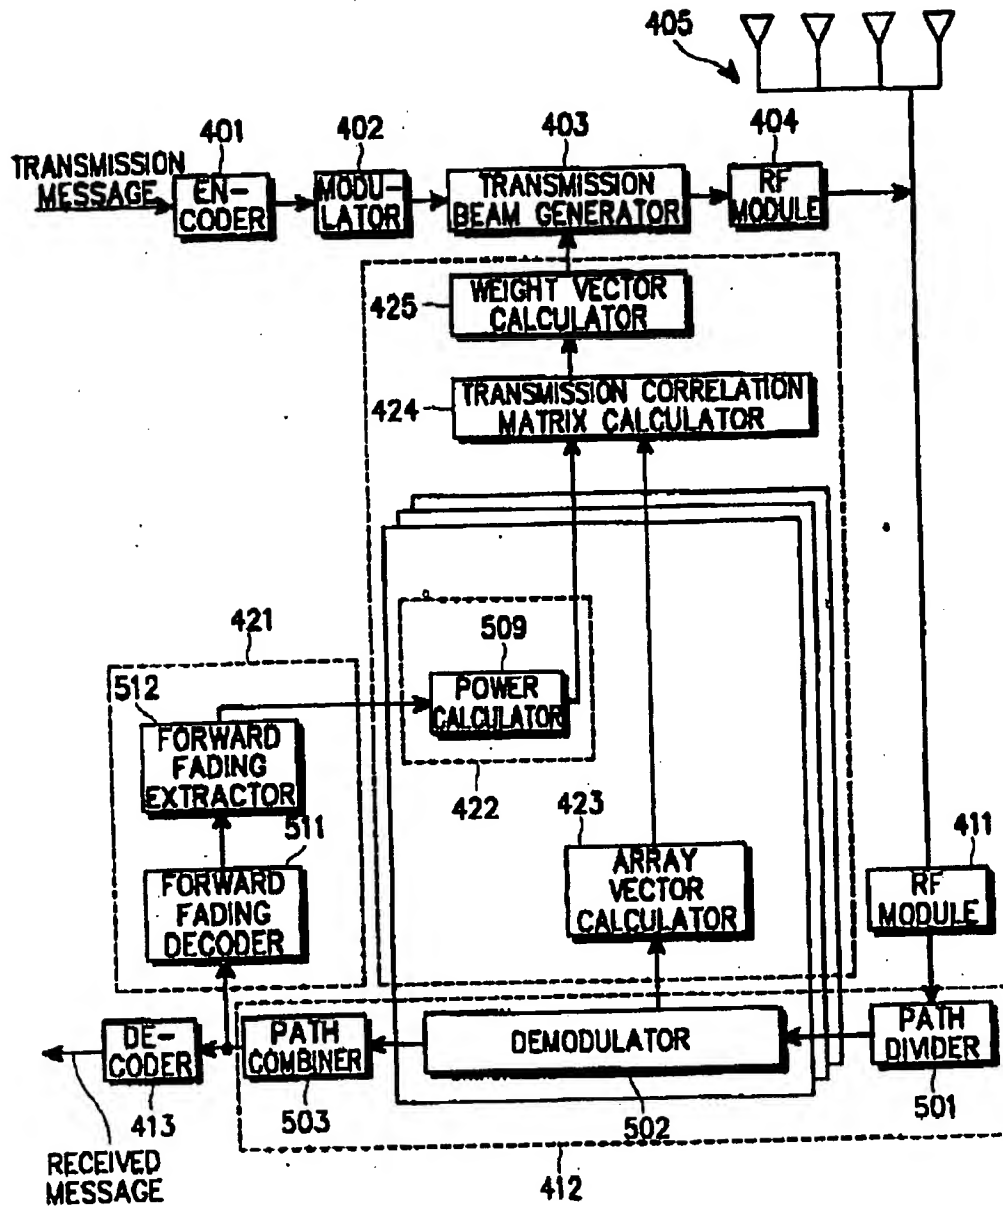 405
401
402
403
404
TRANSMISSION
MESSAGE
EN-
CODER
MODU-
LATOR
TRANSMISSION
BEAM GENERATOR
RF
MODULE
425
WEIGHT VECTOR
CALCULATOR
424
TRANSMISSION CORRELATION
MATRIX CALCULATOR
421
509
512
POWER
CALCULATOR
FORWARD
FADING
EXTRACTOR
422
423
411
511
ARRAY
VECTOR
CALCULATOR
RF
MODULE
FORWARD
FADING
DECODER
DE-
CODER
PATH
COMBINER
DEMODULATOR
PATH
DIVIDER
413
503
502
501
RECEIVED
MESSAGE
412